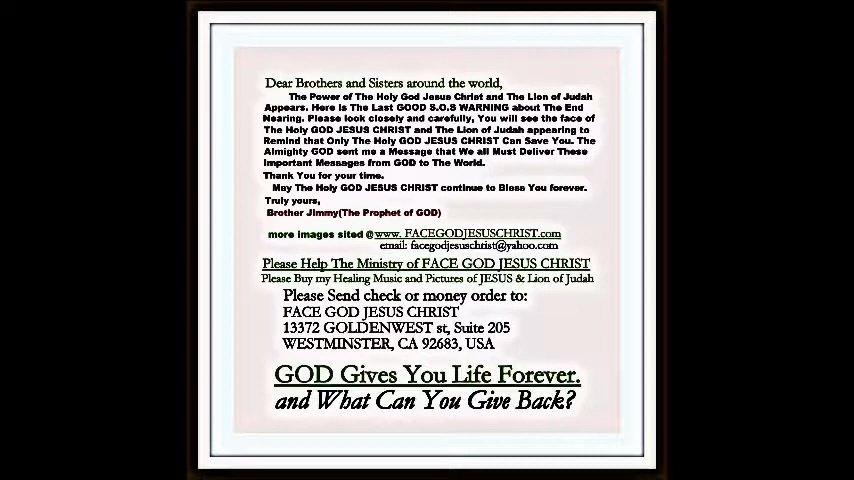 Dear Brothers and Sisters around the world,
The Power of The Holy God Jesus Christ and The Lion of Judah
Appears. Here is The Last GOOD S.O.S WARNING about The End
Nearing. Please look closely and carefully, You will see the face of
The Holy GOD JESUS CHRIST and The Lion of Judah appearing to
Remind that Only The Holy GOD JESUS CHRIST Can Save You. The
Almighty GOD sent me a Message that We all Must Deliver These
Important Messages from GOD to The World.
Thank You for your time.
May The Holy GOD JESUS CHRIST continue to Bless You forever.
Truly yours,
Brother Jimmy(The Prophet of GOD)
more images sited @www. FACEGODJESUSCHRIST.com
email: facegodjesuschrist@yahoo.com
Please Help The Ministry of FACE GOD JESUS CHRIST
Please Buy my Healing Music and Pictures of JESUS & Lion of Judah
Please Send check or money order to:
FACE GOD JESUS CHRIST
13372 GOLDENWEST st, Suite 205
WESTMINSTER, CA 92683, USA
GOD Gives You Life Forever.
and What Can You Give Back?